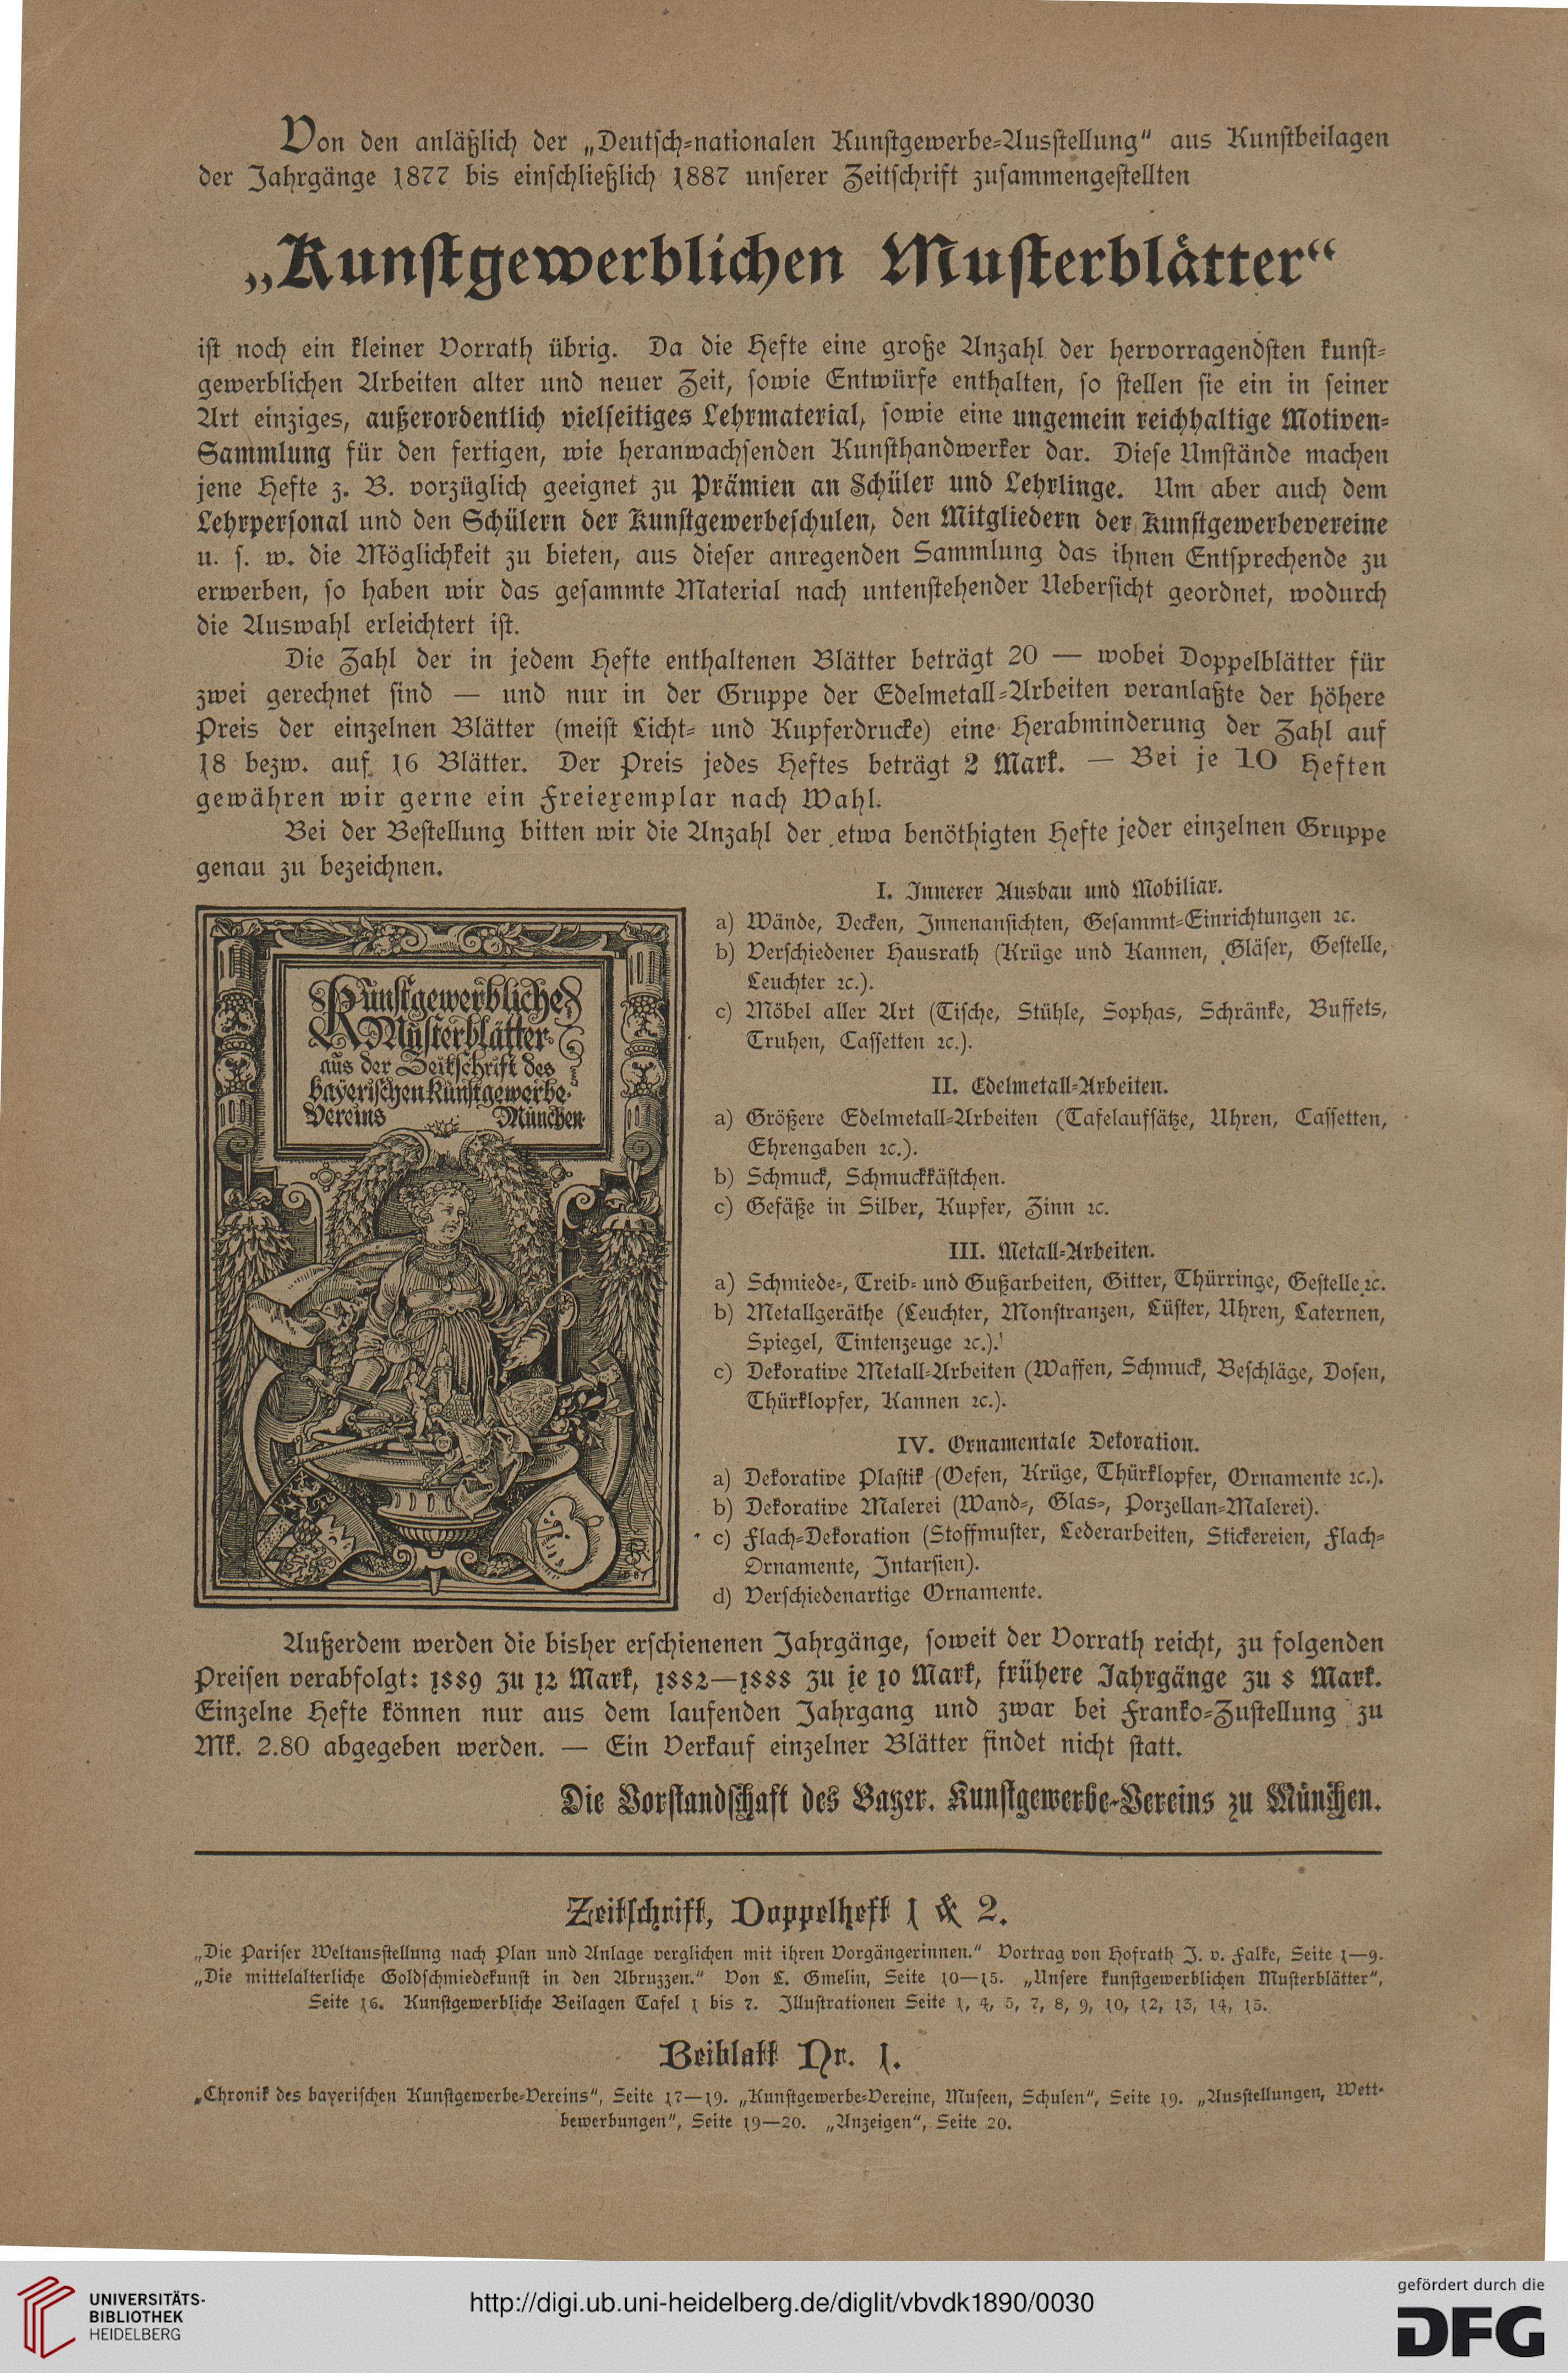 Von den anläßlich der „Deutsch-nationalen Kunstgewerbe-Ausstellung“ aus Kunstbeilagen
der Jahrgänge 1877 bis einschließlich 1887 unserer Zeitschrift zusammengestellten
„Kunstgewerblichen Musterblätter“
ist noch ein kleiner Vorrath übrig. Da die Hefte eine große Anzahl der hervorragendsten kunst-
gewerblichen Arbeiten alter und neuer Zeit, sowie Entwürfe enthalten, so stellen sie ein in seiner
Art einziges, außerordentlich vielseitiges Lehrmaterial, sowie eine ungemein reichhaltige Motiven-
Sammlung für den fertigen, wie heranwachsenden Kunsthandwerker dar. Diese Umstände machen
jene Hefte z. B. vorzüglich geeignet zu Prämien an Schüler und Lehrlinge. Um aber auch dem
Lehrpersonal und den Schülern der Kunstgewerbeschulen, den Mitgliedern der Kunstgewerbevereine
u. s. w. die Möglichkeit zu bieten, aus dieser anregenden Sammlung das ihnen Entsprechende zu
erwerben, so haben wir das gesammte Material nach untenstehender Uebersicht geordnet, wodurch
die Auswahl erleichtert ist.
Die Zahl der in jedem Hefte enthaltenen Blätter beträgt 20 — wobei Doppelblätter für
zwei gerechnet sind — und nur in der Gruppe der Edelmetall-Arbeiten veranlaßte der höhere
Preis der einzelnen Blätter (meist Licht- und Kupferdrucke) eine Herabminderung der Zahl auf
18 bezw. auf 16 Blätter. Der Preis jedes Heftes beträgt 2 Mark. — Bei je 10 Heften
gewähren wir gerne ein Freiexemplar nach Wahl.
Bei der Bestellung bitten wir die Anzahl der etwa benöthigten Hefte jeder einzelnen Gruppe
genau zu bezeichnen.
Kunstgewerbliche
Musterblätter
aus der Zeitschrift des
bayerischen Kunstgewerbe-
Vereins München
I. Innerer Ausbau und Mobiliar.
a) Wände, Decken, Innenansichten, Gesammt-Einrichtungen ꝛc.
b) Verschiedener Hausrath (Krüge und Kannen, Gläser, Gestelle,
Leuchter ꝛc.).
c) Möbel aller Art (Tische, Stühle, Sophas, Schränke, Buffets,
Truhen, Cassetten ꝛc.).
II. Edelmetall-Arbeiten.
a) Größere Edelmetall-Arbeiten (Tafelaufsätze, Uhren, Cassetten,
Ehrengaben ꝛc.).
b) Schmuck, Schmuckkästchen.
c) Gefäße in Silber, Kupfer, Zinn ꝛc.
III. Metall-Arbeiten.
a) Schmiede-, Treib- und Gußarbeiten, Gitter, Thürringe, Gestelle ꝛc.
b) Metallgeräthe (Leuchter, Monstranzen, Lüster, Uhren, Laternen,
Spiegel, Tintenzeuge ꝛc.).
c) Dekorative Metall-Arbeiten (Waffen, Schmuck, Beschläge, Dosen,
Thürklopfer, Kannen ꝛc.).
IV. Ornamentale Dekoration.
a) Dekorative Plastik (Oefen, Krüge, Thürklopfer, Ornamente ꝛc.).
b) Dekorative Malerei (Wand-, Glas-, Porzellan-Malerei).
c) Flach-Dekoration (Stoffmuster, Lederarbeiten, Stickereien, Flach-
Ornamente, Intarsien).
d) Verschiedenartige Ornamente.
Außerdem werden die bisher erschienenen Jahrgänge, soweit der Vorrath reicht, zu folgenden
Preisen verabfolgt: 1889 zu 12 Mark, 1882—1888 zu je 10 Mark, frühere Jahrgänge zu 8 Mark.
Einzelne Hefte können nur aus dem laufenden Jahrgang und zwar bei Franko-Zustellung zu
Mk. 2.80 abgegeben werden. — Ein Verkauf einzelner Blätter findet nicht statt.
Die Vorstandschaft des Bayer. Kunstgewerbe-Vereins zu München.
Zeitschrift, Doppelheft 1 & 2.
„Die Pariser Weltausstellung nach Plan und Anlage verglichen mit ihren Vorgängerinnen.“ Vortrag von Hofrath J. v. Falke, Seite 1—9.
„Die mittelalterliche Goldschmiedekunst in den Abruzzen.“ Von L. Gmelin, Seite 10—15. „Unsere kunstgewerblichen Musterblätter“,
Seite 16. Kunstgewerbliche Beilagen Tafel 1 bis 7. Illustrationen Seite 1, 4, 5, 7, 8, 9, 10, 12, 13, 14, 15.
Beiblatt Nr. 1.
„Chronik des bayerischen Kunstgewerbe-Vereins“, Seite 17—19. „Kunstgewerbe-Vereine, Museen, Schulen“, Seite 19. „Ausstellungen, Wett-
bewerbungen“, Seite 19—20. „Anzeigen“, Seite 20.
UNIVERSITÄTS-
BIBLIOTHEK
HEIDELBERG
http://digi.ub.uni-heidelberg.de/diglit/vbvdk1890/0030
gefördert durch die
DFG